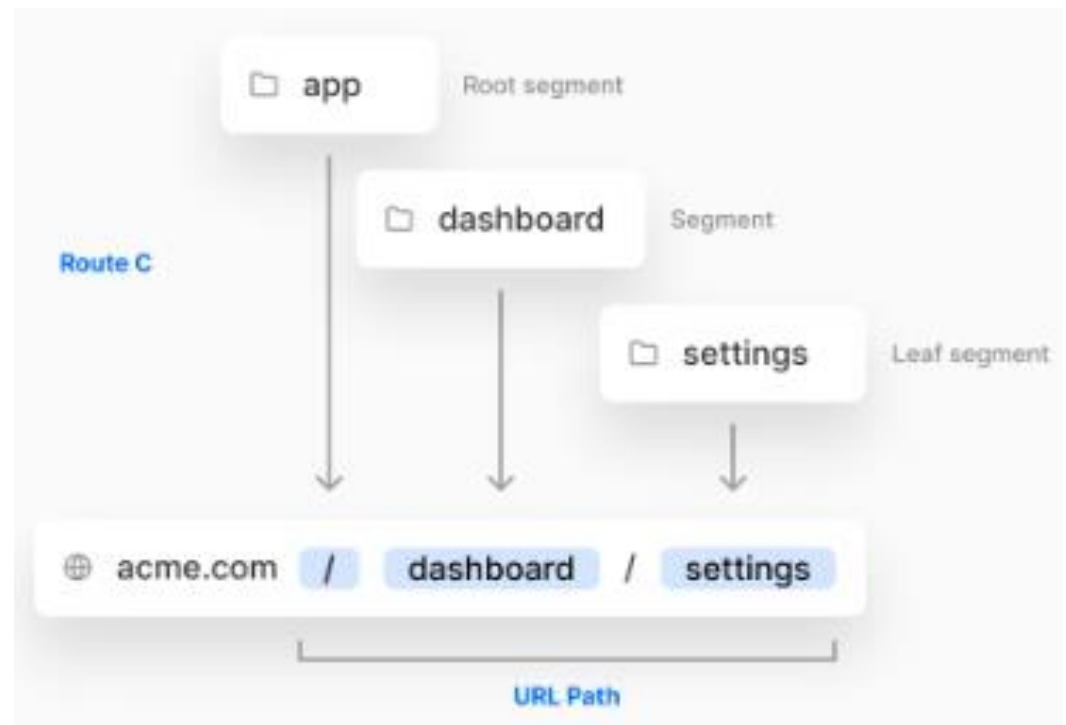 app Root segment
dashboard Segment
Route C
settings Leaf segment
acme.com / dashboard / settings
URL Path